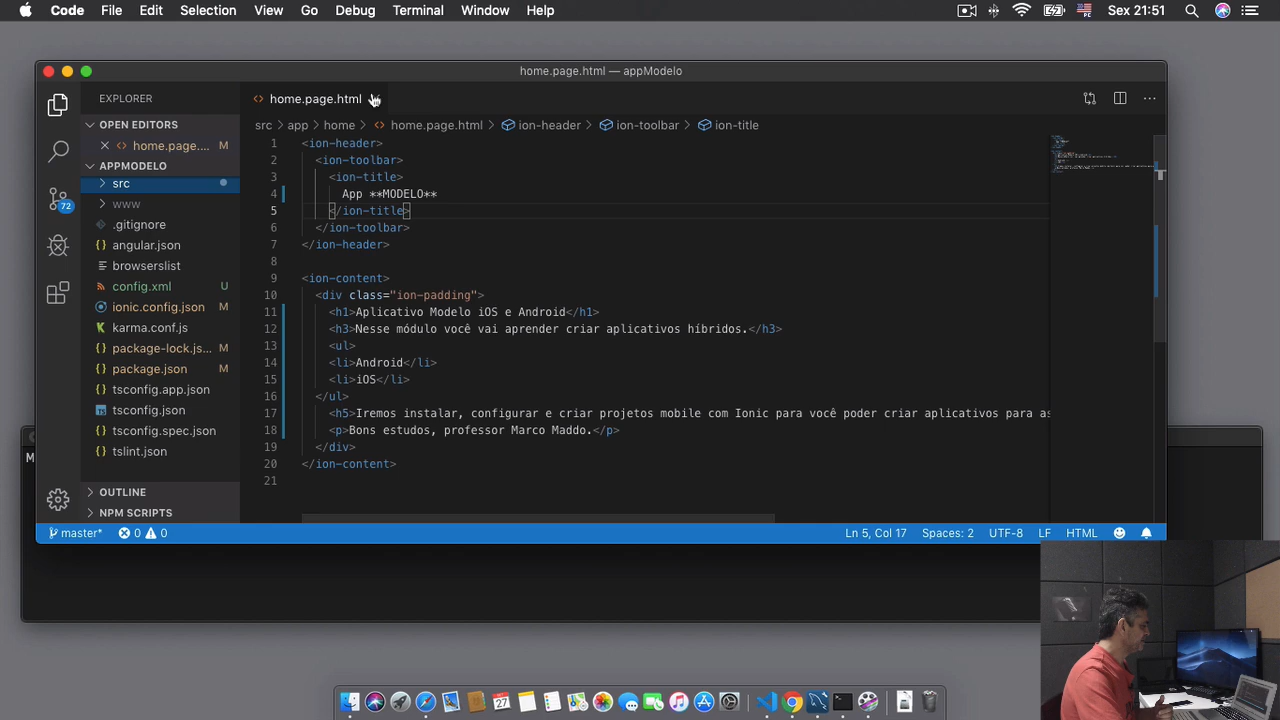 Code File Edit Selection View Go Debug Terminal Window Help Sex 21:51
home.page.html — appModelo
EXPLORER
OPEN EDITORS
home.page.... M
APPMODELO
src
www
.gitignore
angular.json
browserslist
config.xml U
ionic.config.json M
karma.conf.js
package-lock.js... M
package.json M
tsconfig.app.json
tsconfig.json
tsconfig.spec.json
tslint.json
OUTLINE
NPM SCRIPTS
72
home.page.html
src > app > home > home.page.html > ion-header > ion-toolbar > ion-title
1 <ion-header>
2 <ion-toolbar>
3 <ion-title>
4 App **MODELO**
5 </ion-title>
6 </ion-toolbar>
7 </ion-header>
8
9 <ion-content>
10 <div class="ion-padding">
11 <h1>Aplicativo Modelo iOS e Android</h1>
12 <h3>Nesse módulo você vai aprender criar aplicativos híbridos.</h3>
13 <ul>
14 <li>Android</li>
15 <li>iOS</li>
16 </ul>
17 <h5>Iremos instalar, configurar e criar projetos mobile com Ionic para você poder criar aplicativos para as
18 <p>Bons estudos, professor Marco Maddo.</p>
19 </div>
20 </ion-content>
21
master* 0 0 Ln 5, Col 17 Spaces: 2 UTF-8 LF HTML
M
27